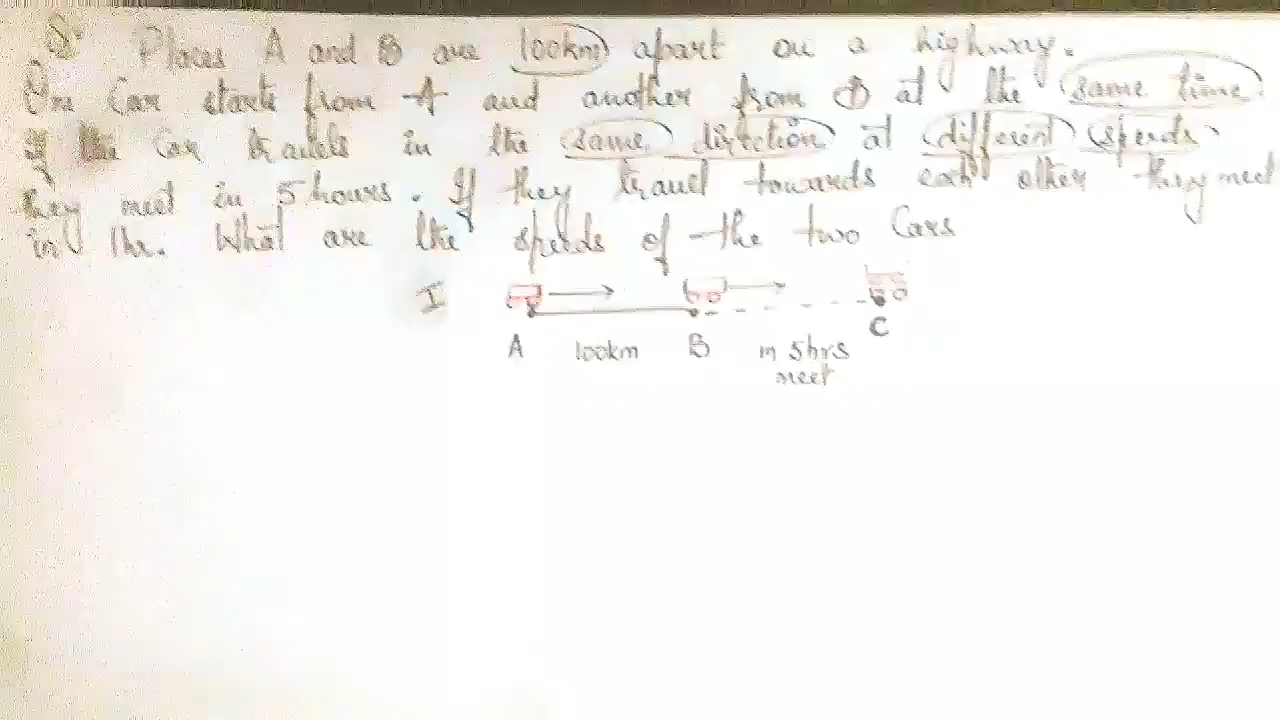 Q Places A and B are 100km apart on a highway.
One Car starts from A and another from B at the same time
if the Car travels in the same direction at different speeds
they meet in 5 hours. If they travel towards each other they meet
in 1hr. What are the speeds of the two Cars
I
A 100km B in 5hrs C
meet